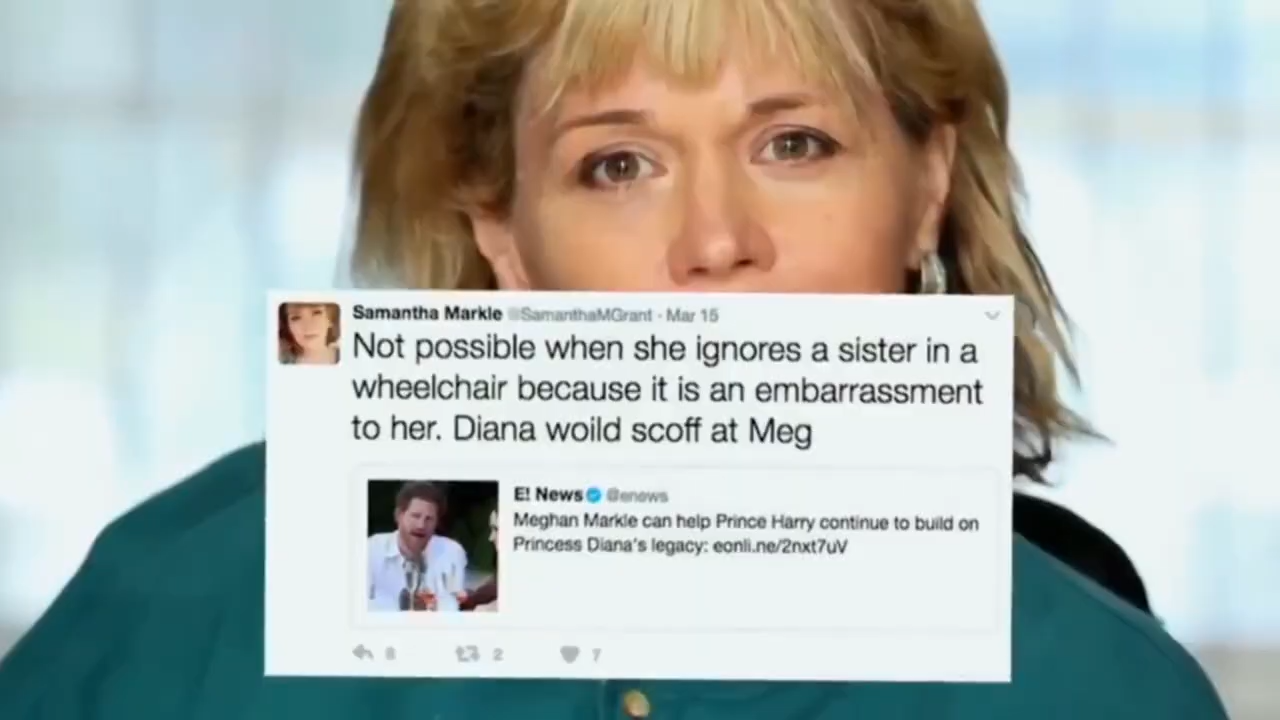 Samantha Markle @SamanthaMGrant · Mar 15
Not possible when she ignores a sister in a
wheelchair because it is an embarrassment
to her. Diana woild scoff at Meg
E! News @enews
Meghan Markle can help Prince Harry continue to build on
Princess Diana's legacy: eonli.ne/2nxt7uV
8 2 7